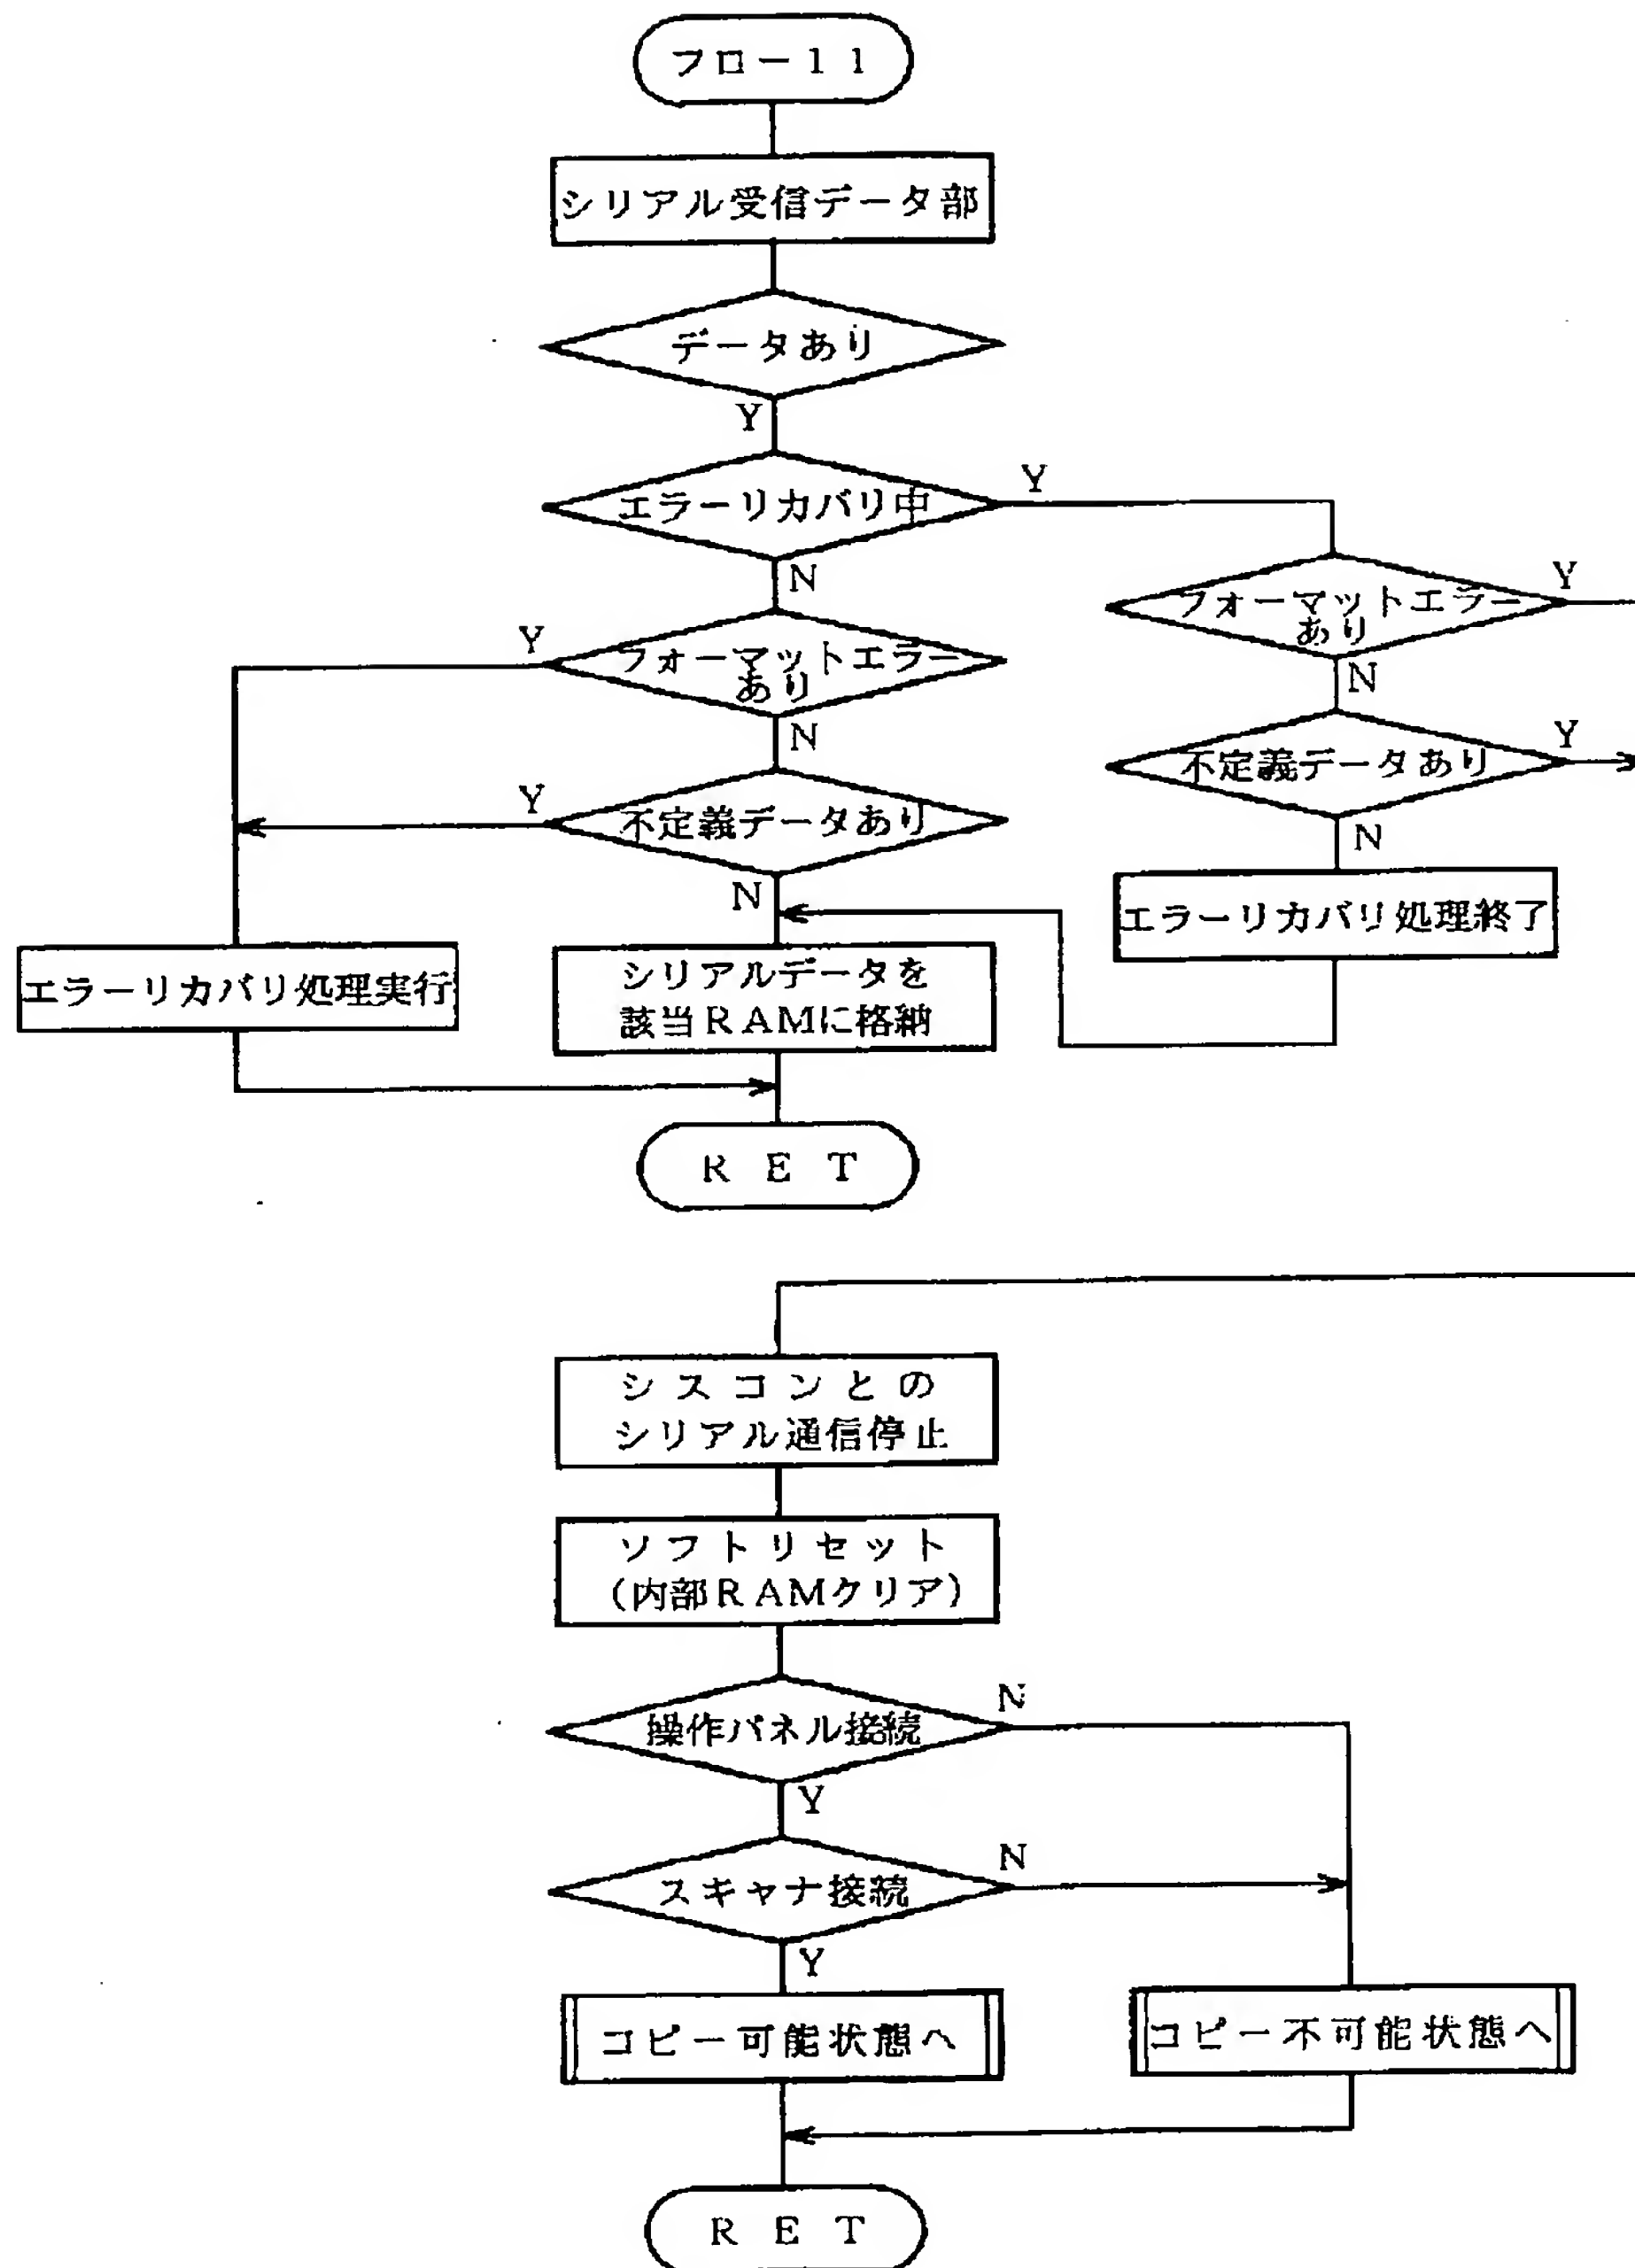 フロー11
シリアル受信データ部
データあり
Y
エラーリカバリ中
Y
N
フォーマットエラー
あり
Y
N
フォーマットエラー
あり
Y
N
不定義データあり
Y
N
不定義データあり
Y
N
エラーリカバリ処理終了
エラーリカバリ処理実行
シリアルデータを
該当RAMに格納
RET
シスコンとの
シリアル通信停止
ソフトリセット
(内部RAMクリア)
操作パネル接続
N
Y
スキャナ接続
N
Y
コピー可能状態へ
コピー不可能状態へ
RET